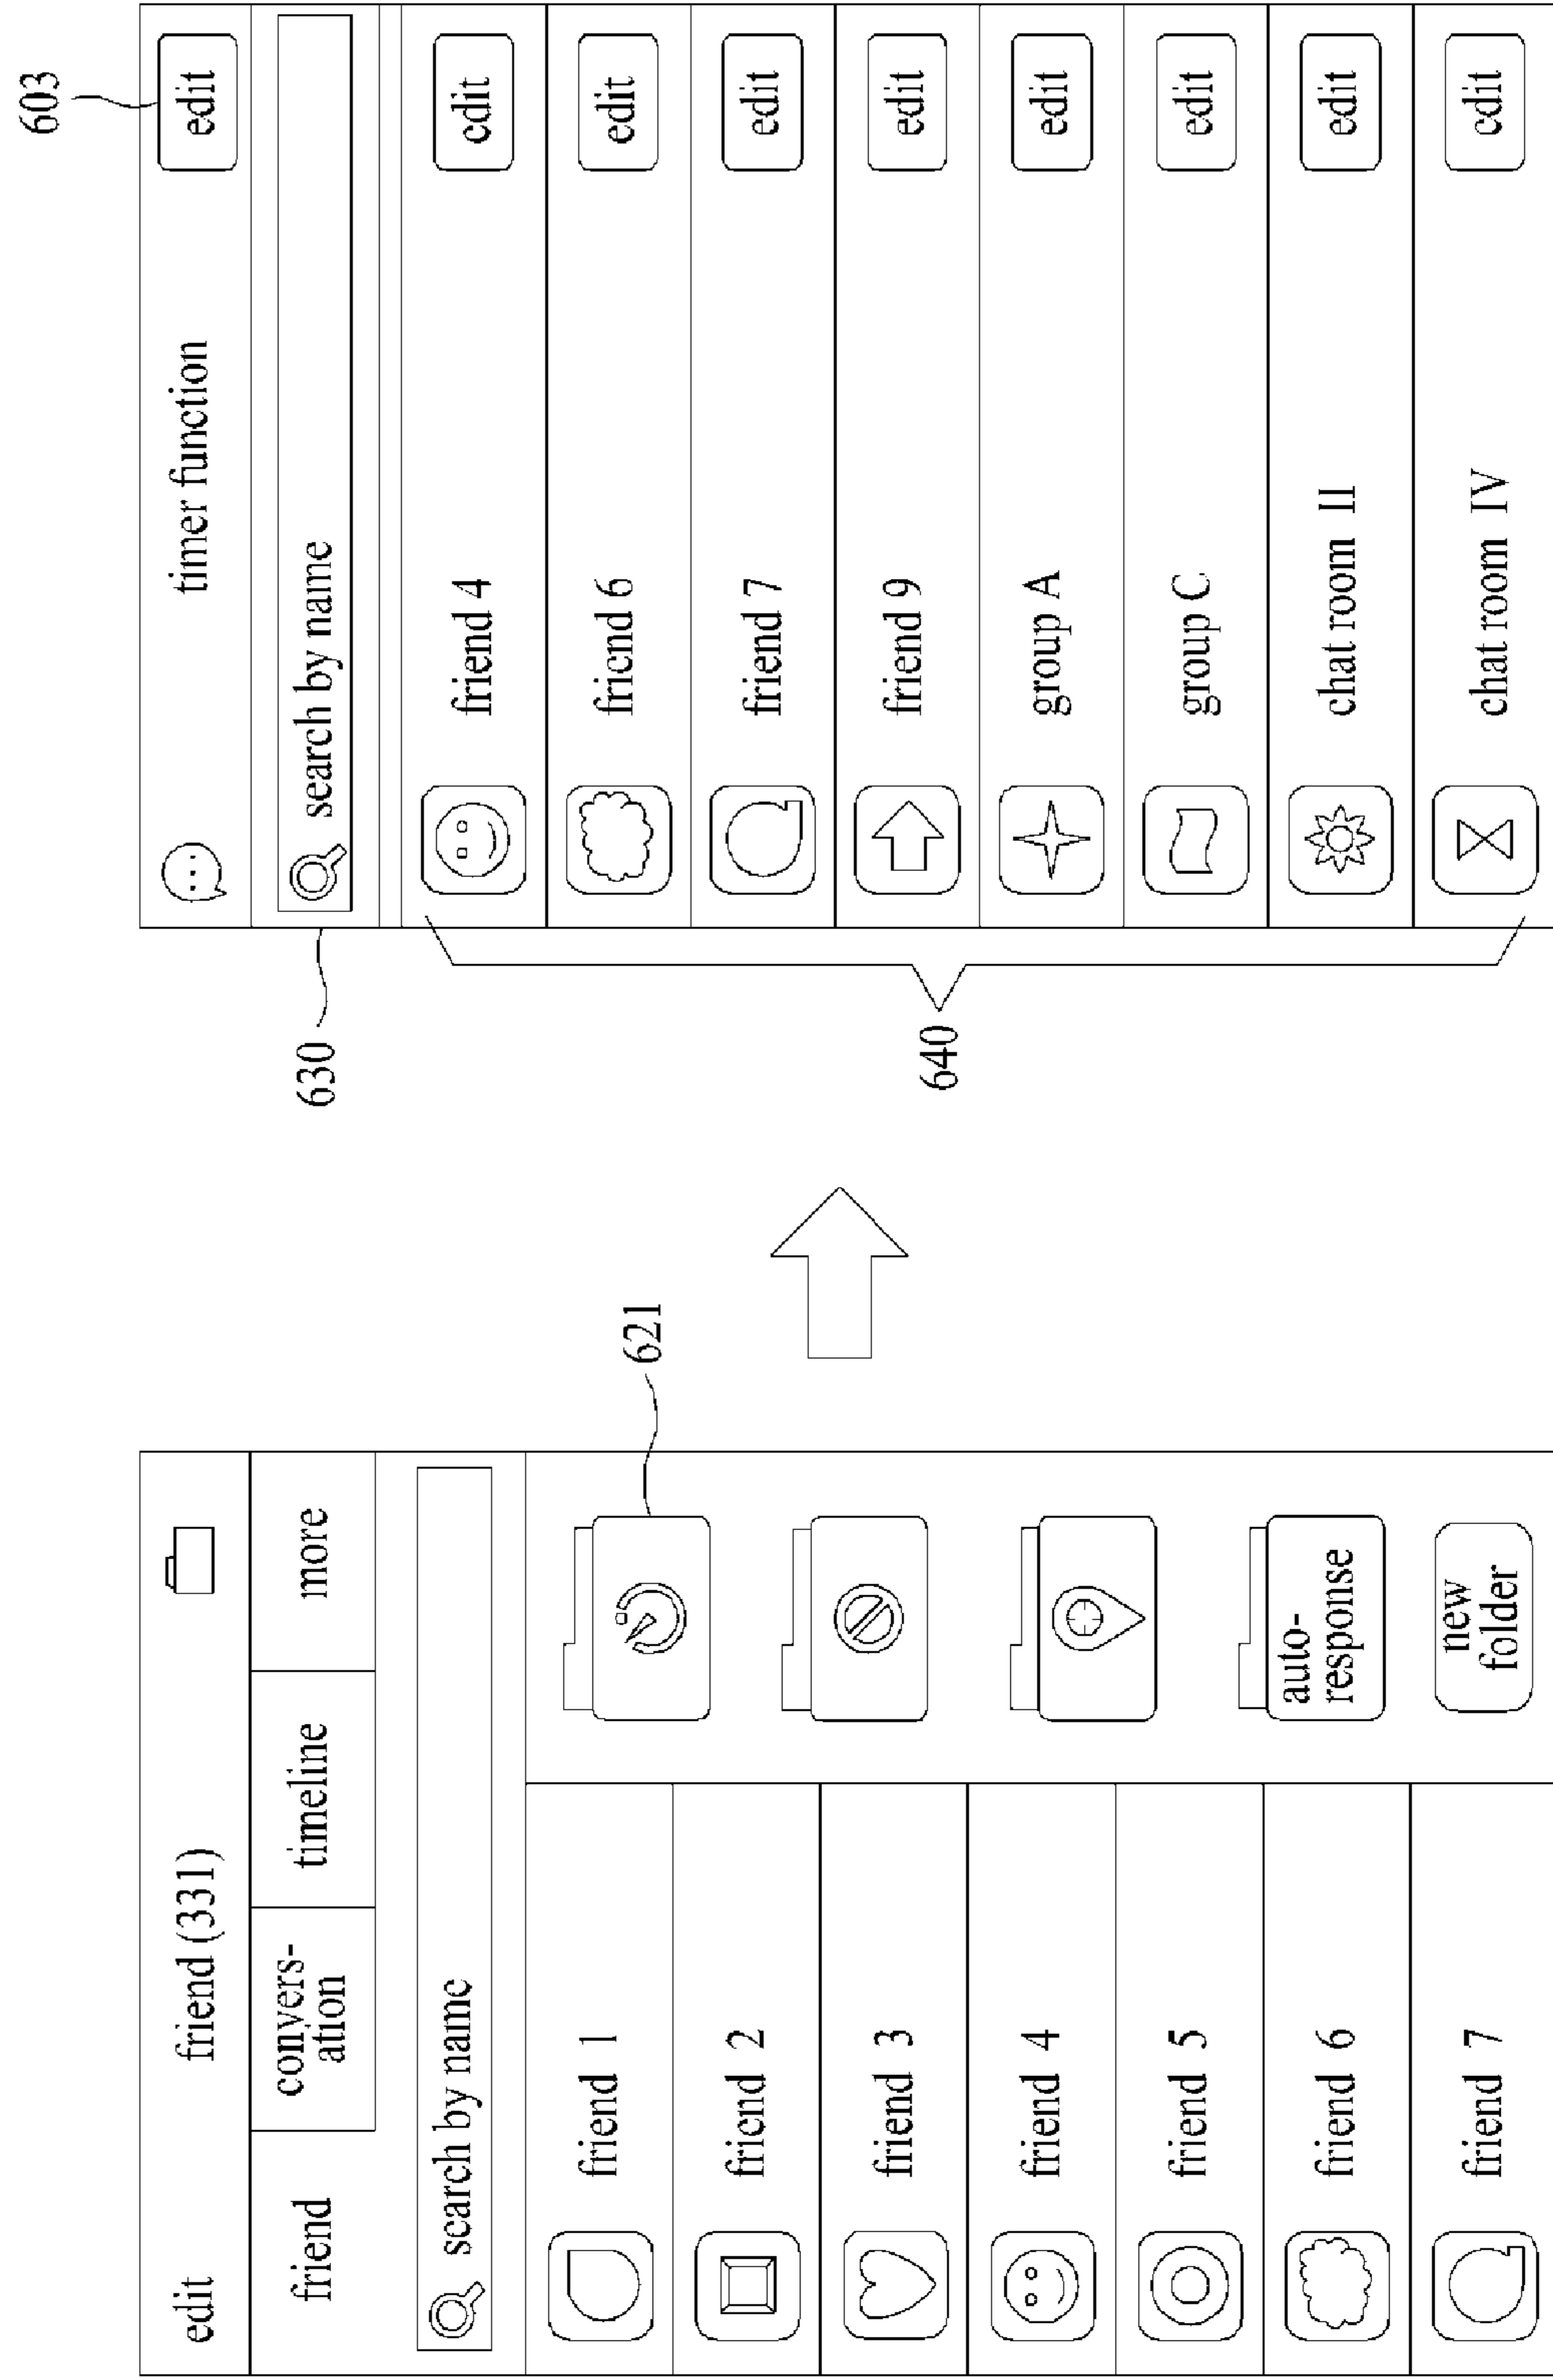 edit
friend (331)
friend
convers-
ation
timeline
more
search by name
friend 1
friend 2
friend 3
friend 4
friend 5
friend 6
friend 7
621
auto-
response
new
folder
603
timer function
edit
630
search by name
640
friend 4
edit
friend 6
edit
friend 7
edit
friend 9
edit
group A
edit
group C
edit
chat room II
edit
chat room IV
edit